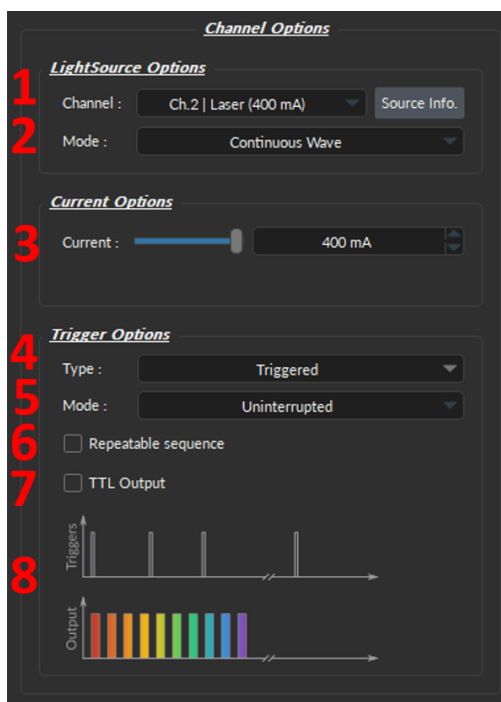 Channel Options
LightSource Options
1
Channel : Ch.2 | Laser (400 mA) Source Info.
2
Mode : Continuous Wave
Current Options
3
Current : 400 mA
Trigger Options
4
Type : Triggered
5
Mode : Uninterrupted
6
Repeatable sequence
7
TTL Output
8
Triggers
Output